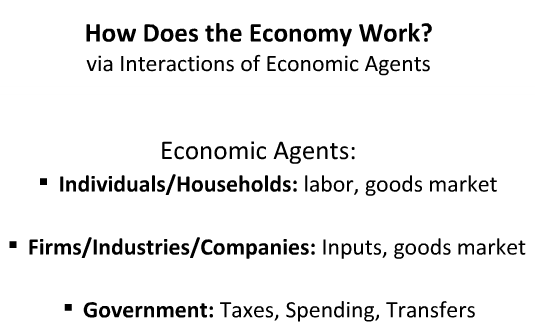 How Does the Economy Work?
via Interactions of Economic Agents
Economic Agents:
▪ Individuals/Households: labor, goods market
▪ Firms/Industries/Companies: Inputs, goods market
▪ Government: Taxes, Spending, Transfers